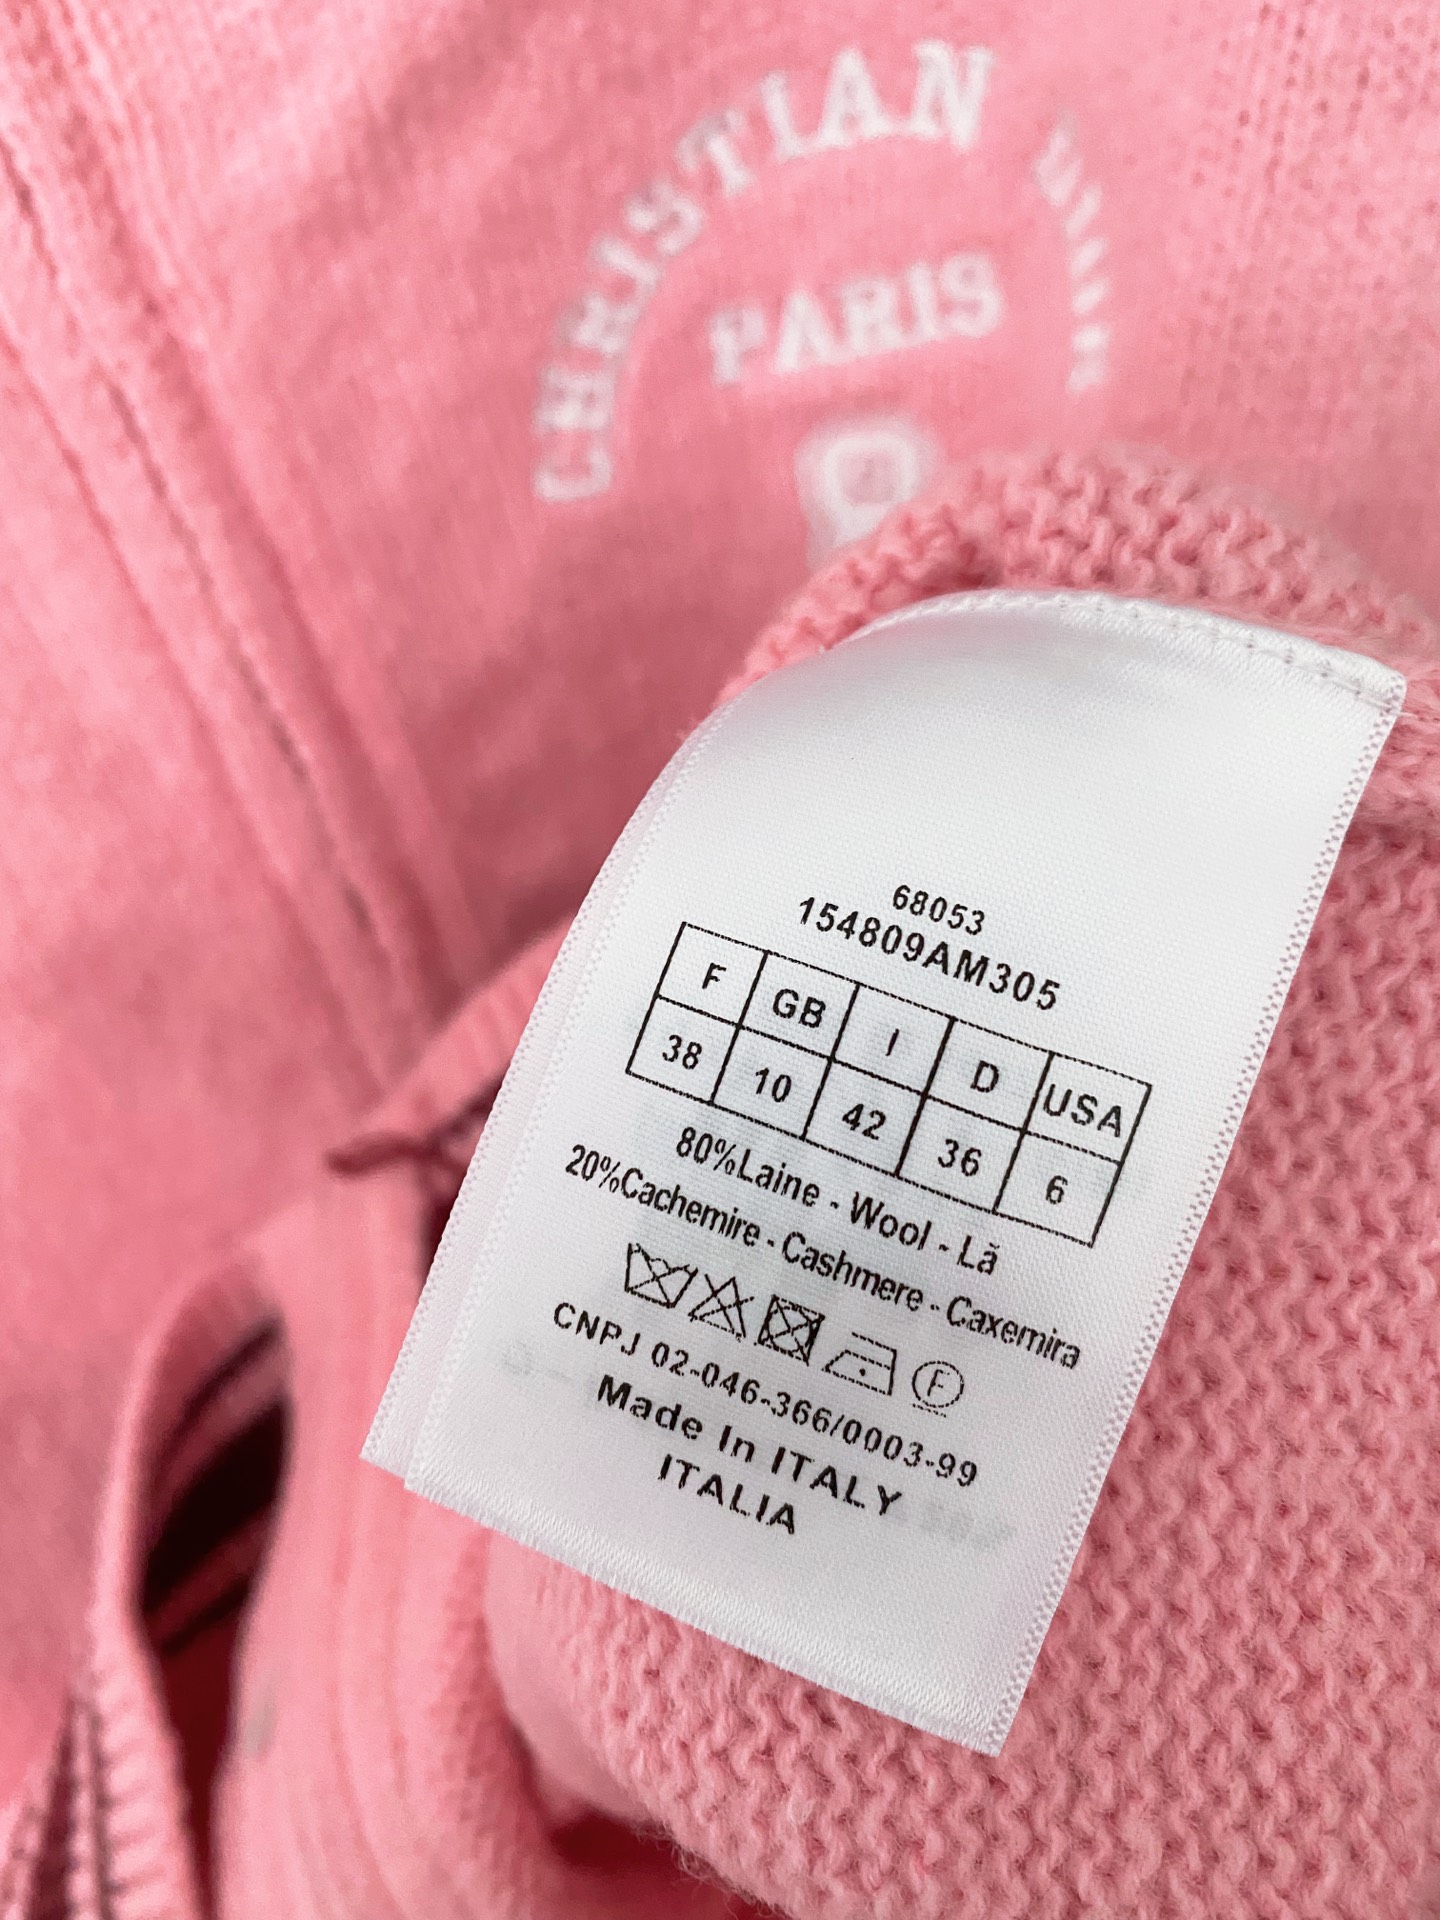 CHRISTIAN
PARIS
68053
154809AM305
F GB I D USA
38 10 42 36 6
80%Laine - Wool - Lã
20%Cachemire - Cashmere - Caxemira
F
CNPJ 02-046-366/0003-99
Made In ITALY
ITALIA